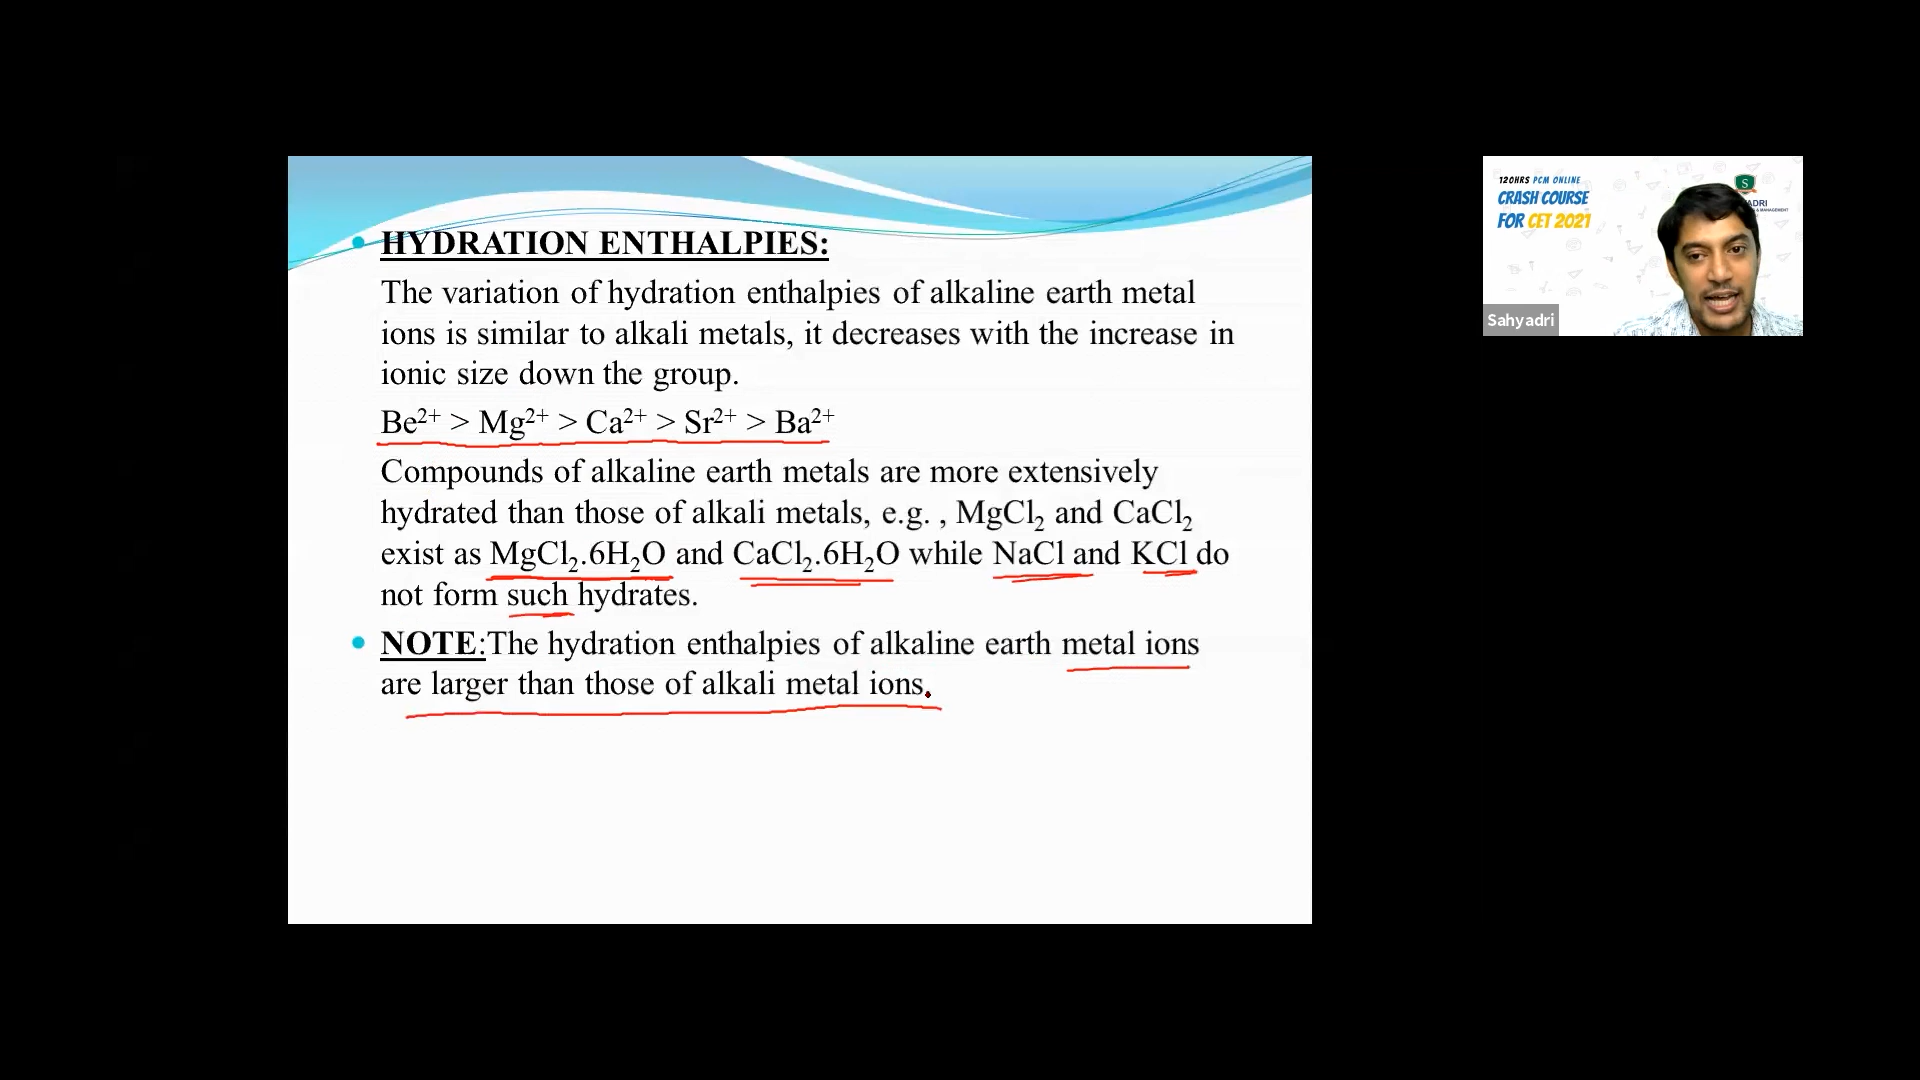 HYDRATION ENTHALPIES:
The variation of hydration enthalpies of alkaline earth metal
ions is similar to alkali metals, it decreases with the increase in
ionic size down the group.
Be²⁺ > Mg²⁺ > Ca²⁺ > Sr²⁺ > Ba²⁺
Compounds of alkaline earth metals are more extensively
hydrated than those of alkali metals, e.g. , MgCl₂ and CaCl₂
exist as MgCl₂.6H₂O and CaCl₂.6H₂O while NaCl and KCl do
not form such hydrates.
NOTE:The hydration enthalpies of alkaline earth metal ions
are larger than those of alkali metal ions.
120HRS PCM ONLINE
CRASH COURSE
FOR CET 2021
S
Sahyadri